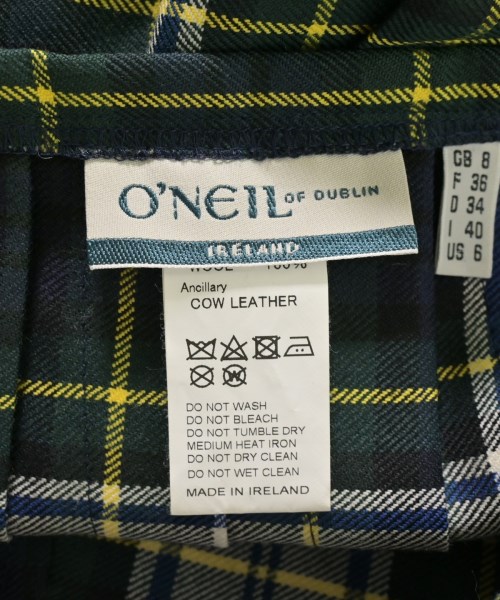 O'NEIL OF DUBLIN
IRELAND
GB 8
F 36
D 34
I 40
US 6
WOOL 100%
Ancillary
COW LEATHER
DO NOT WASH
DO NOT BLEACH
DO NOT TUMBLE DRY
MEDIUM HEAT IRON
DO NOT DRY CLEAN
DO NOT WET CLEAN
MADE IN IRELAND